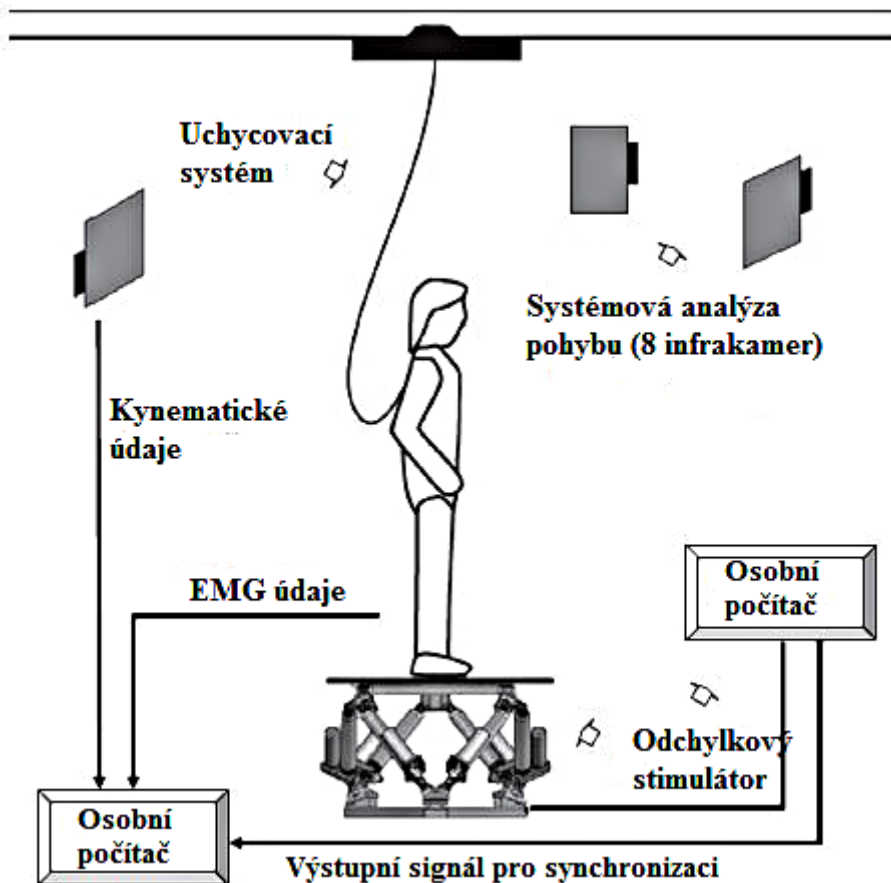 Uchycovací
systém
Systémová analýza
pohybu (8 infrakamer)
Kynematické
údaje
EMG údaje
Osobní
počítač
Odchylkový
stimulátor
Osobní
počítač
Výstupní signál pro synchronizaci